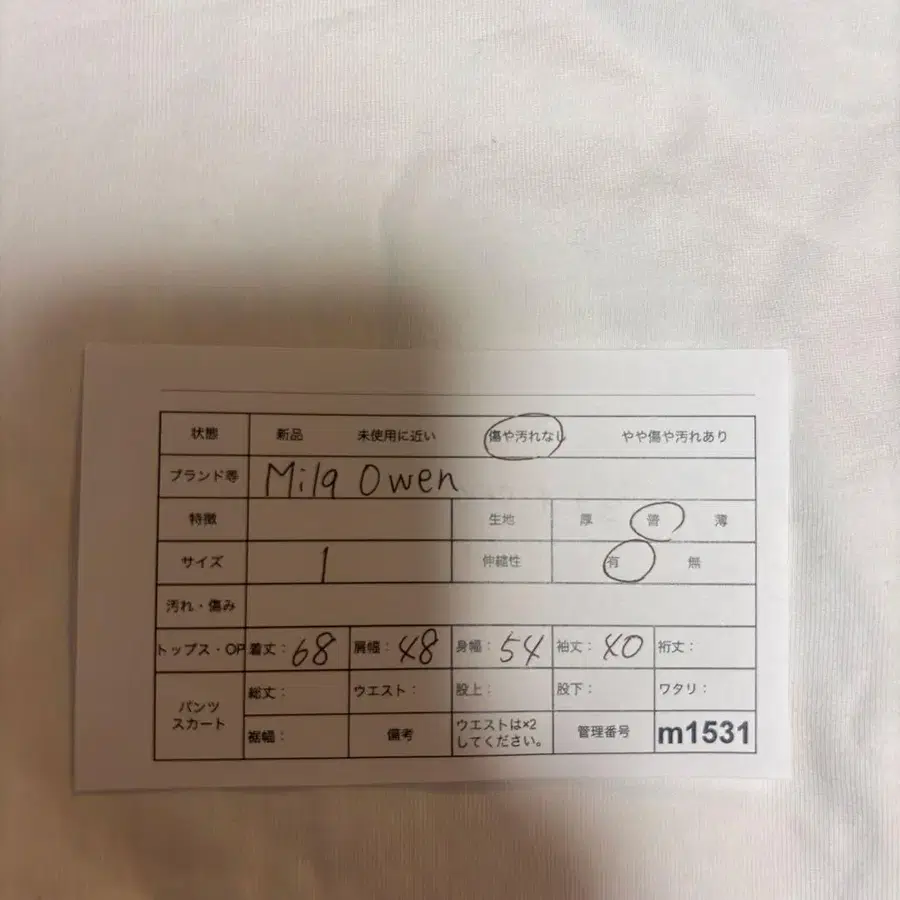 状態 新品 未使用に近い 傷や汚れなし やや傷や汚れあり
ブランド等 Mila Owen
特徴 生地 厚 普 薄
サイズ 1 伸縮性 有 無
汚れ・傷み
トップス・OP 着丈：68 肩幅：48 身幅：54 袖丈：40 裄丈：
パンツ スカート 総丈： ウエスト： 股上： 股下： ワタリ：
裾幅： 備考 ウエストは×2 してください。 管理番号 m1531